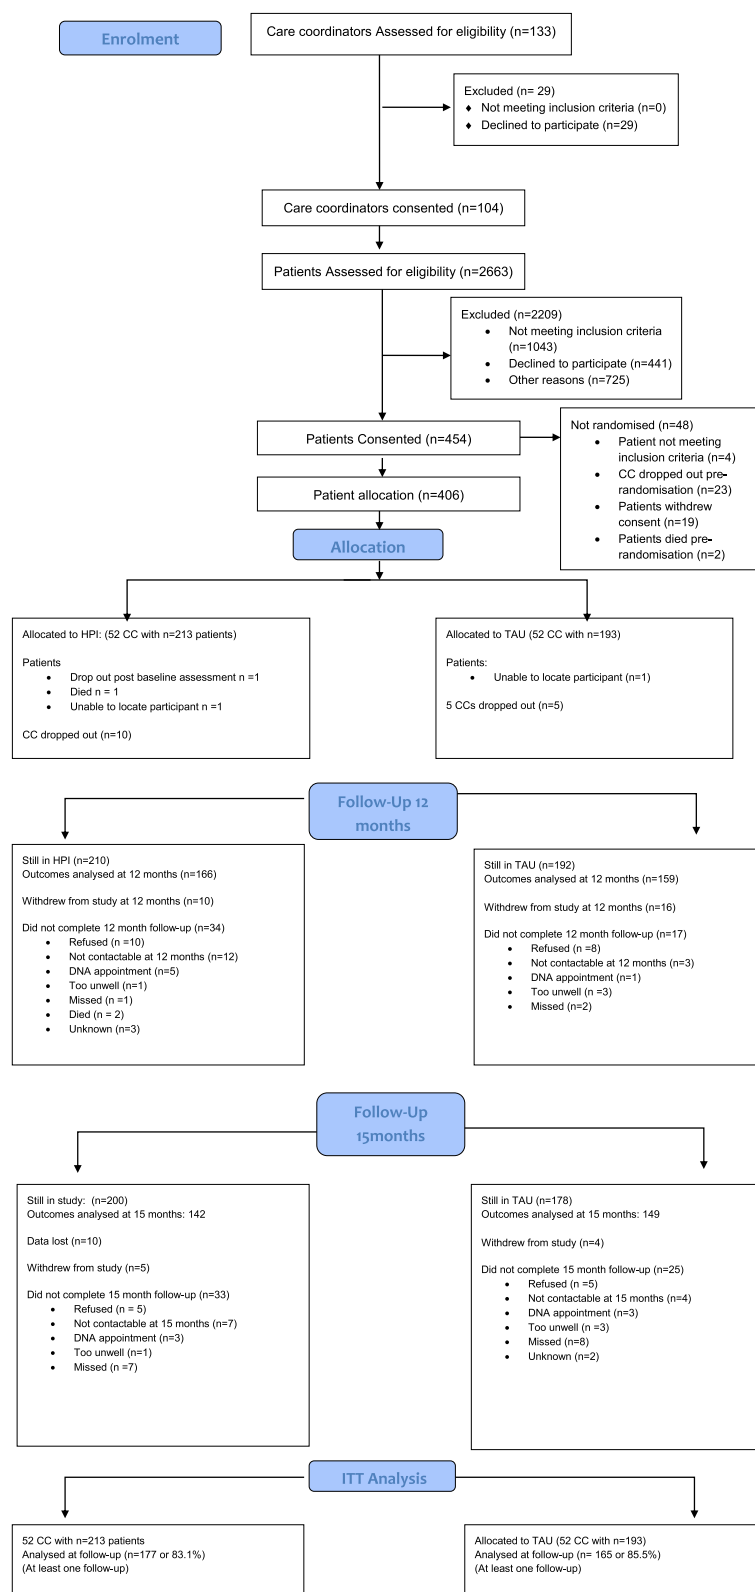 Enrolment
Care coordinators Assessed for eligibility (n=133)
Excluded (n= 29)
♦ Not meeting inclusion criteria (n=0)
♦ Declined to participate (n=29)
Care coordinators consented (n=104)
Patients Assessed for eligibility (n=2663)
Excluded (n=2209)
• Not meeting inclusion criteria
(n=1043)
• Declined to participate (n=441)
• Other reasons (n=725)
Patients Consented (n=454)
Not randomised (n=48)
• Patient not meeting
inclusion criteria (n=4)
• CC dropped out pre-
randomisation (n=23)
• Patients withdrew
consent (n=19)
• Patients died pre-
randomisation (n=2)
Patient allocation (n=406)
Allocation
Allocated to HPI: (52 CC with n=213 patients)
Patients
• Drop out post baseline assessment n =1
• Died n = 1
• Unable to locate participant n =1
CC dropped out (n=10)
Allocated to TAU (52 CC with n=193)
Patients:
• Unable to locate participant (n=1)
5 CCs dropped out (n=5)
Follow-Up 12
months
Still in HPI (n=210)
Outcomes analysed at 12 months (n=166)
Withdrew from study at 12 months (n=10)
Did not complete 12 month follow-up (n=34)
• Refused (n =10)
• Not contactable at 12 months (n=12)
• DNA appointment (n=5)
• Too unwell (n=1)
• Missed (n =1)
• Died (n = 2)
• Unknown (n=3)
Still in TAU (n=192)
Outcomes analysed at 12 months (n=159)
Withdrew from study at 12 months (n=16)
Did not complete 12 month follow-up (n=17)
• Refused (n =8)
• Not contactable at 12 months (n=3)
• DNA appointment (n=1)
• Too unwell (n =3)
• Missed (n=2)
Follow-Up
15months
Still in study: (n=200)
Outcomes analysed at 15 months: 142
Data lost (n=10)
Withdrew from study (n=5)
Did not complete 15 month follow-up (n=33)
• Refused (n = 5)
• Not contactable at 15 months (n=7)
• DNA appointment (n=3)
• Too unwell (n=1)
• Missed (n =7)
Still in TAU (n=178)
Outcomes analysed at 15 months: 149
Withdrew from study (n=4)
Did not complete 15 month follow-up (n=25)
• Refused (n =5)
• Not contactable at 15 months (n=4)
• DNA appointment (n=3)
• Too unwell (n =3)
• Missed (n=8)
• Unknown (n=2)
ITT Analysis
52 CC with n=213 patients
Analysed at follow-up (n=177 or 83.1%)
(At least one follow-up)
Allocated to TAU (52 CC with n=193)
Analysed at follow-up (n= 165 or 85.5%)
(At least one follow-up)